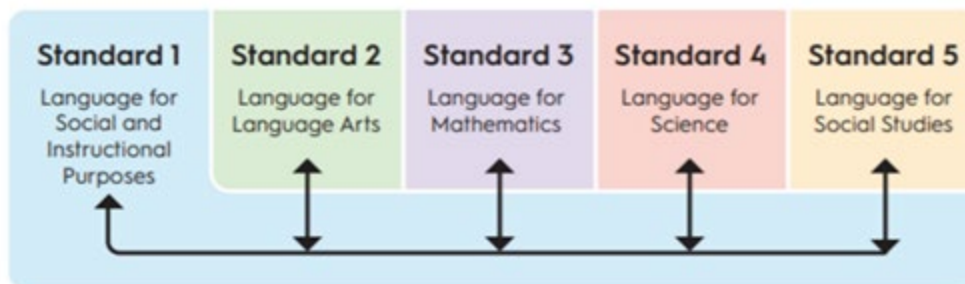 Standard 1
Language for
Social and
Instructional
Purposes
Standard 2
Language for
Language Arts
Standard 3
Language for
Mathematics
Standard 4
Language for
Science
Standard 5
Language for
Social Studies